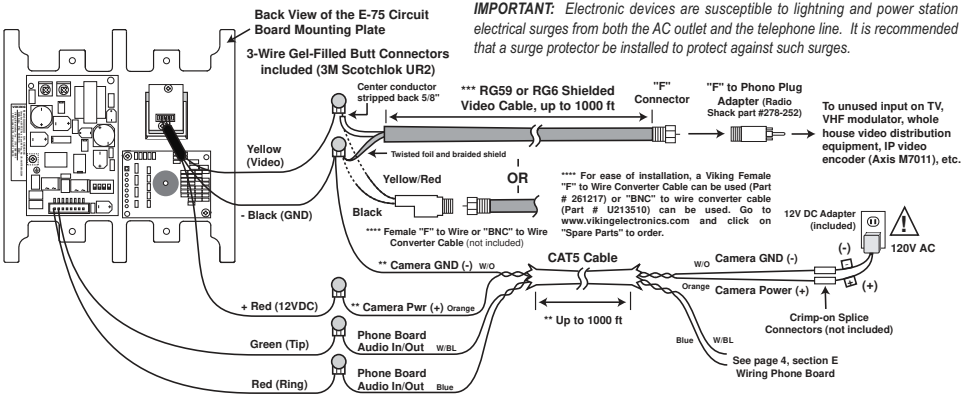 IMPORTANT: Electronic devices are susceptible to lightning and power station
electrical surges from both the AC outlet and the telephone line. It is recommended
that a surge protector be installed to protect against such surges.
Back View of the E-75 Circuit
Board Mounting Plate
3-Wire Gel-Filled Butt Connectors
included (3M Scotchlok UR2)
Center conductor
stripped back 5/8"
*** RG59 or RG6 Shielded
Video Cable, up to 1000 ft
"F"
Connector
"F" to Phono Plug
Adapter (Radio
Shack part #278-252)
To unused input on TV,
VHF modulator, whole
house video distribution
equipment, IP video
encoder (Axis M7011), etc.
Yellow
(Video)
Twisted foil and braided shield
Yellow/Red
OR
Black
- Black (GND)
**** For ease of installation, a Viking Female
"F" to Wire Converter Cable can be used (Part
# 261217) or "BNC" to wire converter cable
(Part # U213510) can be used. Go to
www.vikingelectronics.com and click on
"Spare Parts" to order.
**** Female "F" to Wire or "BNC" to Wire
Converter Cable (not included)
12V DC Adapter
(included)
120V AC
** Camera GND (-) W/O
CAT5 Cable
W/O Camera GND (-)
(-)
-
+ Red (12VDC)
** Camera Pwr (+) Orange
Orange Camera Power (+)
+
(+)
** Up to 1000 ft
Crimp-on Splice
Connectors (not included)
Green (Tip)
Phone Board
Audio In/Out W/BL
Blue W/BL
See page 4, section E
Wiring Phone Board
Red (Ring)
Phone Board
Audio In/Out Blue